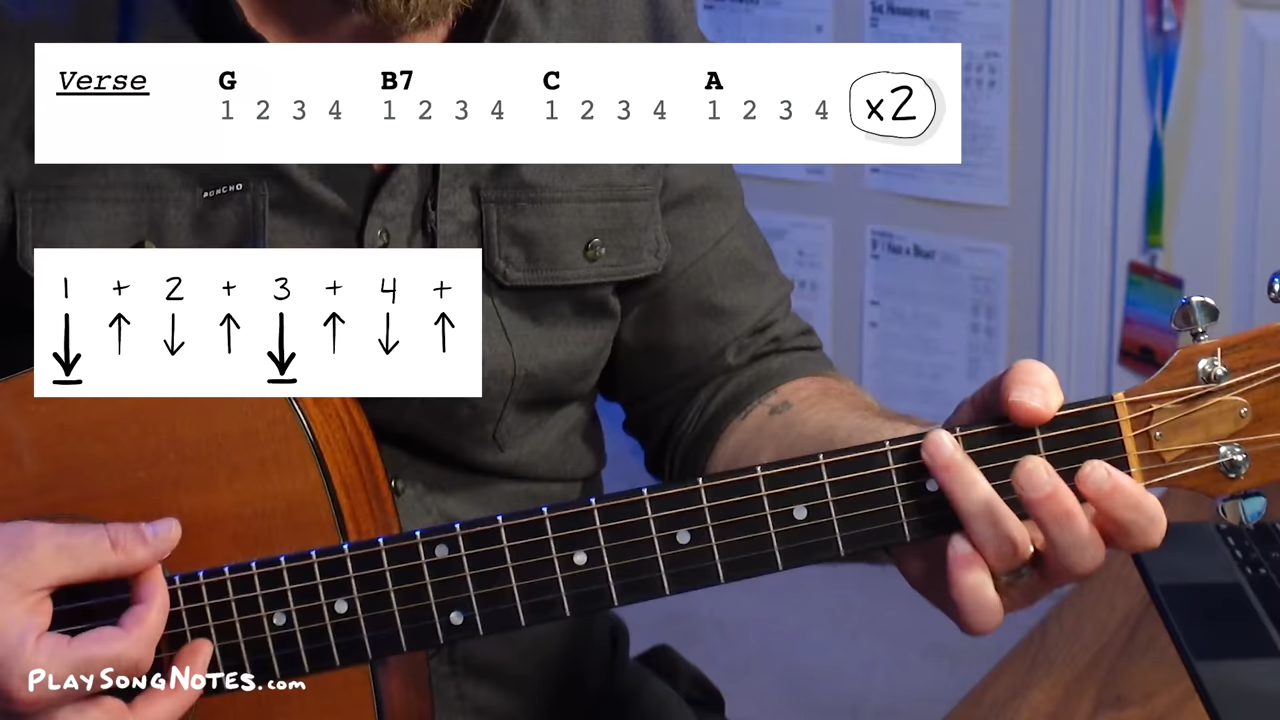 Verse G B7 C A
1 2 3 4 1 2 3 4 1 2 3 4 1 2 3 4 x2
PONCHO
1 + 2 + 3 + 4 +
PLAYSONGNOTES.COM